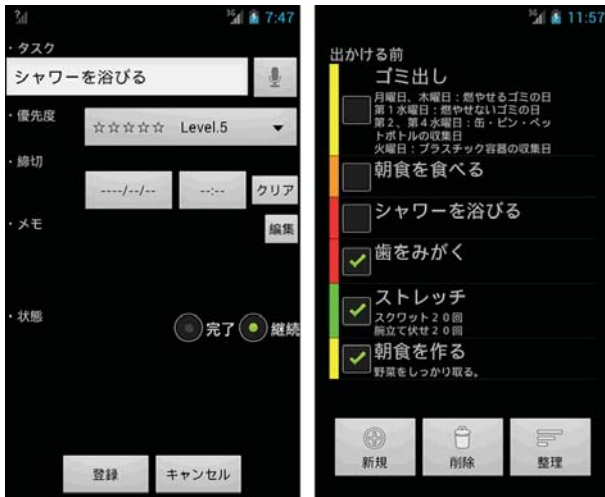 7:47
・タスク
シャワーを浴びる
・優先度
☆☆☆☆☆ Level.5
・締切
----/--/--
--:--
クリア
・メモ
編集
・状態
完了
継続
登録
キャンセル
11:57
出かける前
ゴミ出し
月曜日、木曜日：燃やせるゴミの日
第１水曜日：燃やせないゴミの日
第２、第４水曜日：缶・ビン・ペッ
トボトルの収集日
火曜日：プラスチック容器の収集日
朝食を食べる
シャワーを浴びる
歯をみがく
ストレッチ
スクワット２０回
腕立て伏せ２０回
朝食を作る
野菜をしっかり取る。
新規
削除
整理